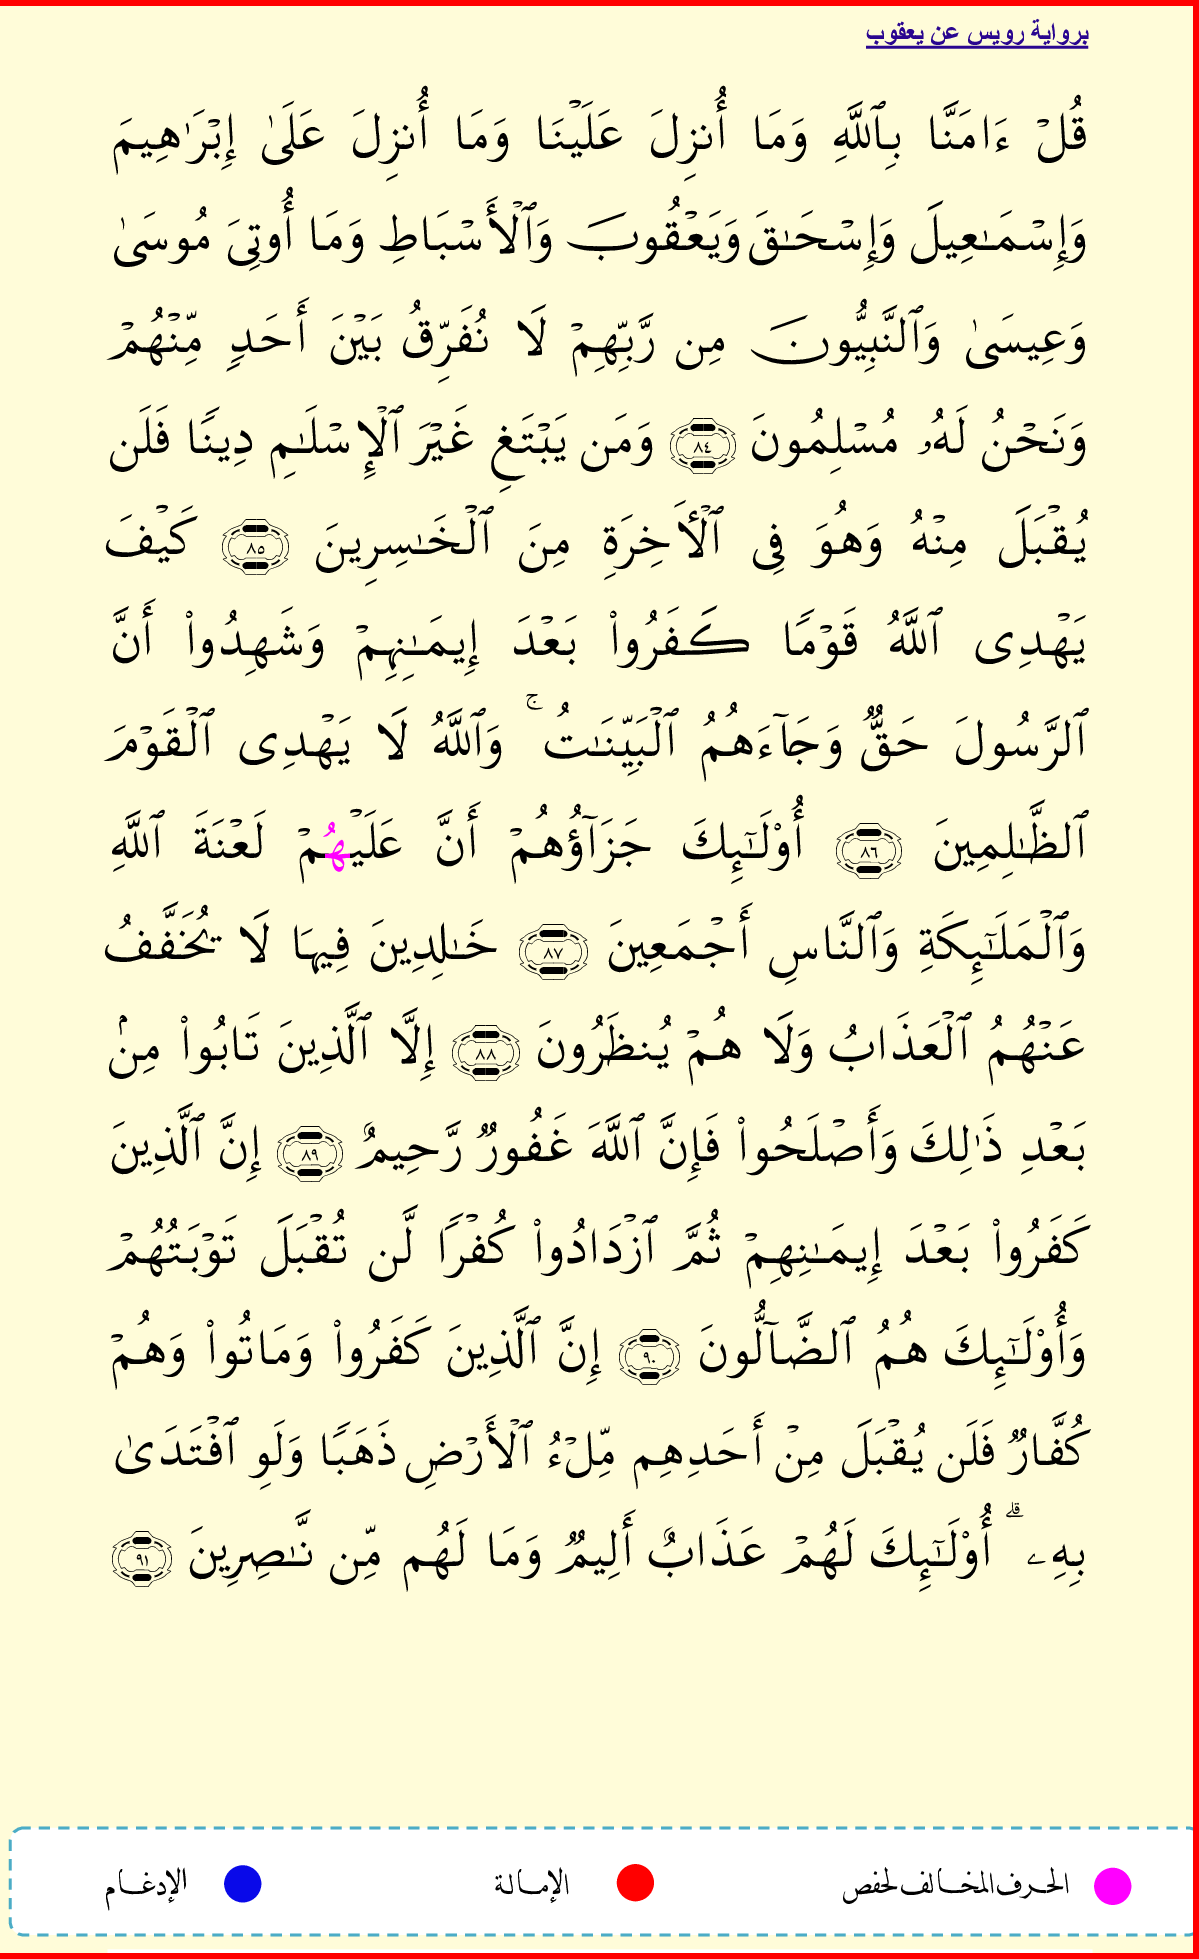 برواية رويس عن يعقوب
قُلۡ ءَامَنَّا بِٱللَّهِ وَمَا أُنزِلَ عَلَيۡنَا وَمَا أُنزِلَ عَلَىٰ إِبۡرَٰهِيمَ
وَإِسۡمَٰعِيلَ وَإِسۡحَٰقَ وَيَعۡقُوبَ وَٱلۡأَسۡبَاطِ وَمَا أُوتِيَ مُوسَىٰ
وَعِيسَىٰ وَٱلنَّبِيُّونَ مِن رَّبِّهِمۡ لَا نُفَرِّقُ بَيۡنَ أَحَدٖ مِّنۡهُمۡ
وَنَحۡنُ لَهُۥ مُسۡلِمُونَ ٨٤ وَمَن يَبۡتَغِ غَيۡرَ ٱلۡإِسۡلَٰمِ دِينٗا فَلَن
يُقۡبَلَ مِنۡهُ وَهُوَ فِي ٱلۡأَخِرَةِ مِنَ ٱلۡخَٰسِرِينَ ٨٥ كَيۡفَ
يَهۡدِي ٱللَّهُ قَوۡمٗا كَفَرُواْ بَعۡدَ إِيمَٰنِهِمۡ وَشَهِدُواْ أَنَّ
ٱلرَّسُولَ حَقّٞ وَجَآءَهُمُ ٱلۡبَيِّنَٰتُۚ وَٱللَّهُ لَا يَهۡدِي ٱلۡقَوۡمَ
ٱلظَّٰلِمِينَ ٨٦ أُوْلَٰٓئِكَ جَزَآؤُهُمۡ أَنَّ عَلَيۡهُمۡ لَعۡنَةَ ٱللَّهِ
وَٱلۡمَلَٰٓئِكَةِ وَٱلنَّاسِ أَجۡمَعِينَ ٨٧ خَٰلِدِينَ فِيهَا لَا يُخَفَّفُ
عَنۡهُمُ ٱلۡعَذَابُ وَلَا هُمۡ يُنظَرُونَ ٨٨ إِلَّا ٱلَّذِينَ تَابُواْ مِنۢ
بَعۡدِ ذَٰلِكَ وَأَصۡلَحُواْ فَإِنَّ ٱللَّهَ غَفُورٞ رَّحِيمٌ ٨٩ إِنَّ ٱلَّذِينَ
كَفَرُواْ بَعۡدَ إِيمَٰنِهِمۡ ثُمَّ ٱزۡدَادُواْ كُفۡرٗا لَّن تُقۡبَلَ تَوۡبَتُهُمۡ
وَأُوْلَٰٓئِكَ هُمُ ٱلضَّآلُّونَ ٩٠ إِنَّ ٱلَّذِينَ كَفَرُواْ وَمَاتُواْ وَهُمۡ
كُفَّارٞ فَلَن يُقۡبَلَ مِنۡ أَحَدِهِم مِّلۡءُ ٱلۡأَرۡضِ ذَهَبٗا وَلَوِ ٱفۡتَدَىٰ
بِهِۦۗ أُوْلَٰٓئِكَ لَهُمۡ عَذَابٌ أَلِيمٞ وَمَا لَهُم مِّن نَّٰصِرِينَ ٩١
الحرف المخالف لحفص الإمالة الإدغام